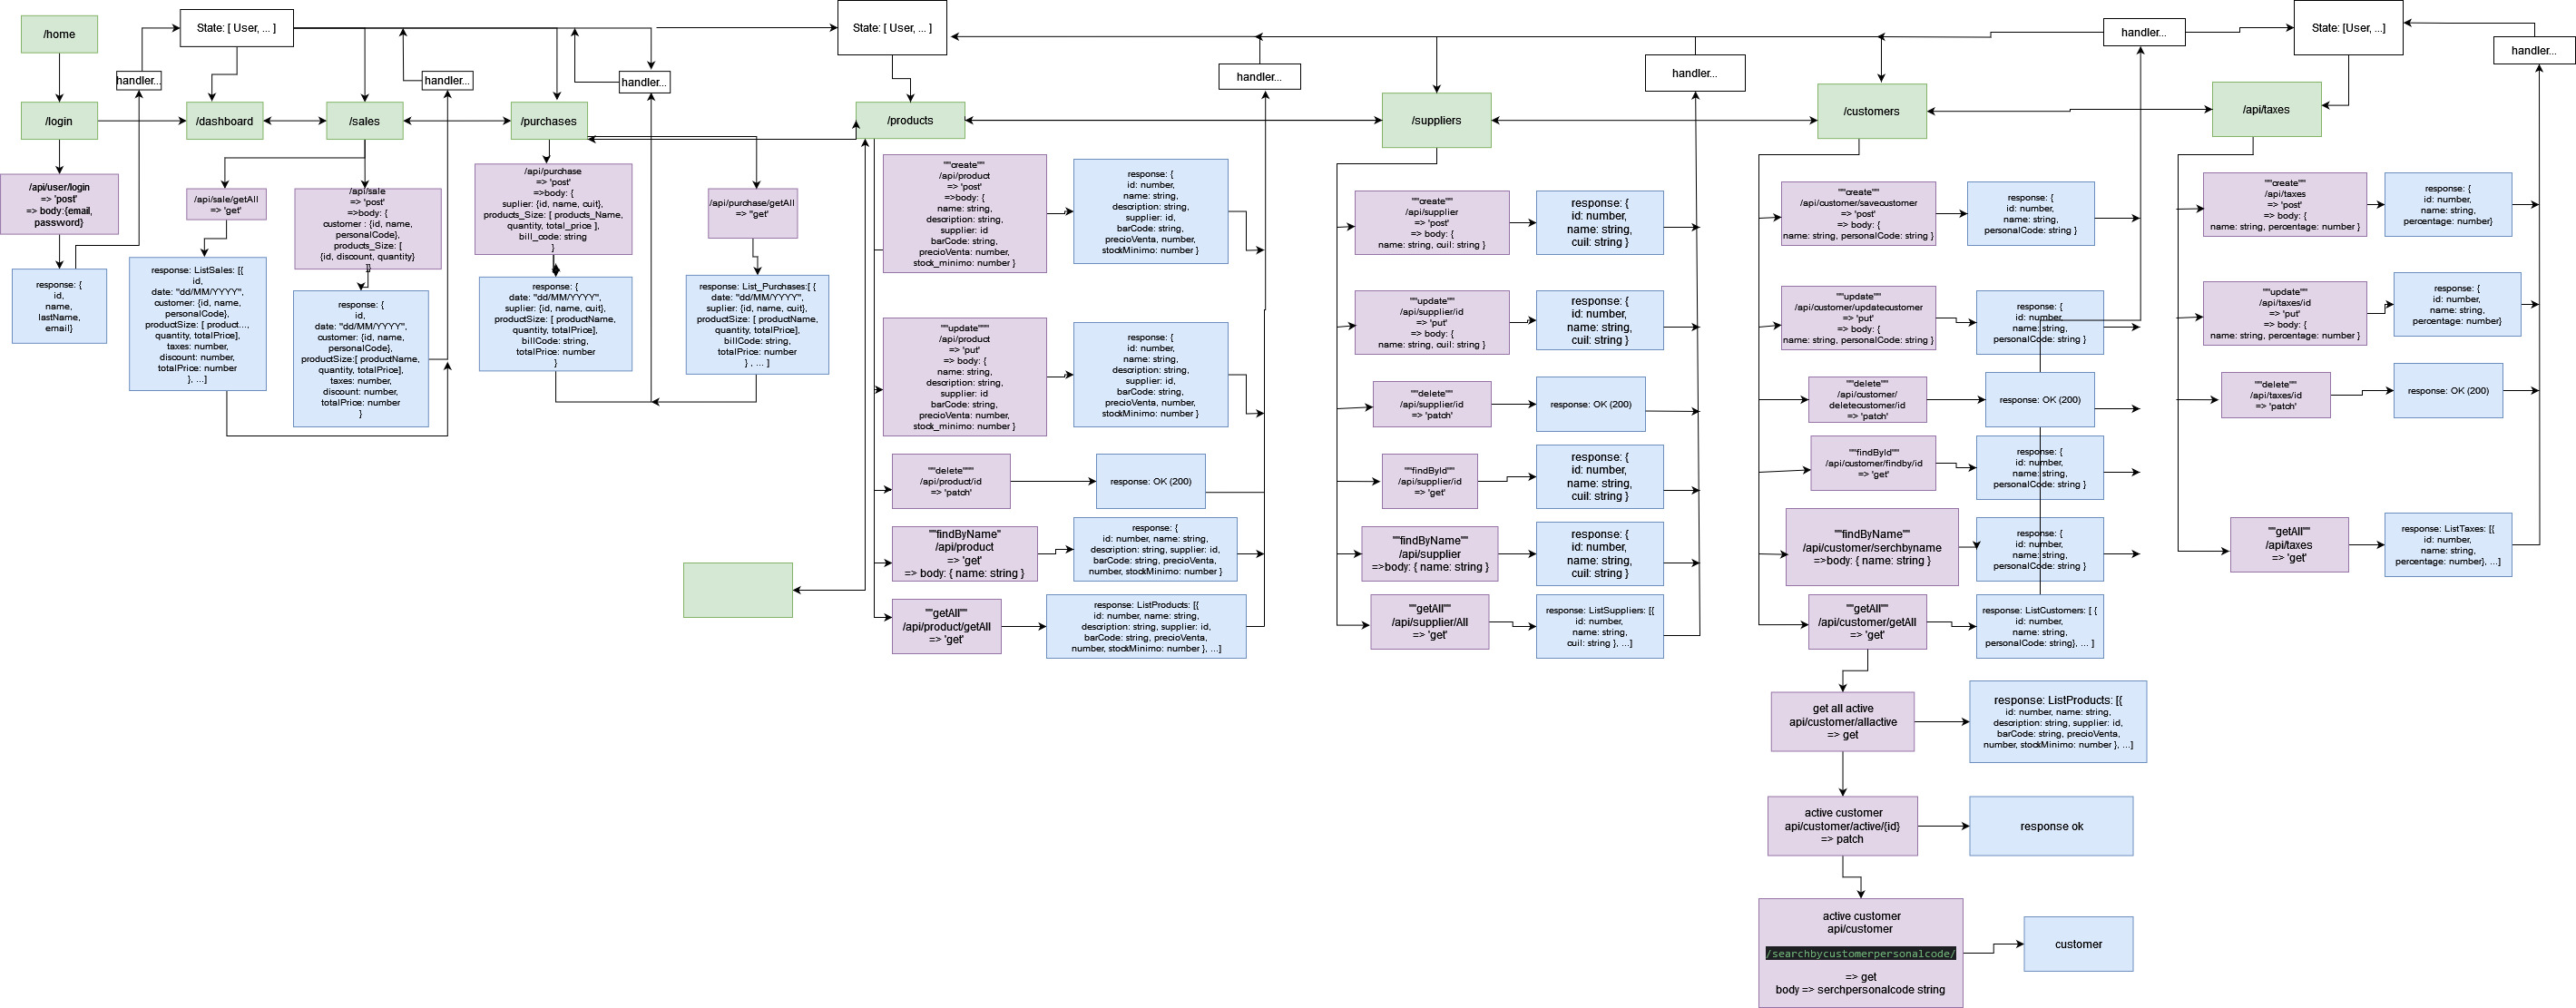 /home
State: [ User, ... ]
handler...
handler...
handler...
/login
/dashboard
/sales
/purchases
/api/user/login
=> 'post'
=> body:{email,
password}
response: {
id,
name,
lastName,
email}
/api/sale/getAll
=> 'get'
response: ListSales: [{
id,
date: "dd/MM/YYYY",
customer: {id, name,
personalCode},
productSize: [ product...,
quantity, totalPrice],
taxes: number,
discount: number,
totalPrice: number
}, ...]
/api/sale
=> 'post'
=>body: {
customer : {id, name,
personalCode},
products_Size: [
{id, discount, quantity}
]}
response: {
id,
date: "dd/MM/YYYY",
customer: {id, name,
personalCode},
productSize:[ productName,
quantity, totalPrice],
taxes: number,
discount: number,
totalPrice: number
}
/api/purchase
=> 'post'
=>body: {
suplier: {id, name, cuit},
products_Size: [ products_Name,
quantity, total_price ],
bill_code: string
}
response: {
date: "dd/MM/YYYY",
suplier: {id, name, cuit},
productSize: [ productName,
quantity, totalPrice],
billCode: string,
totalPrice: number
}
/api/purchase/getAll
=> "get'
response: List_Purchases:[ {
date: "dd/MM/YYYY",
suplier: {id, name, cuit},
productSize: [ productName,
quantity, totalPrice],
billCode: string,
totalPrice: number
} , ... ]
State: [ User, ... ]
handler...
/products
""create""
/api/product
=> 'post'
=>body: {
name: string,
description: string,
supplier: id
barCode: string,
precioVenta: number,
stock_minimo: number }
response: {
id: number,
name: string,
description: string,
supplier: id,
barCode: string,
precioVenta, number,
stockMinimo: number }
""update""""
/api/product
'put'
=> body: {
name: string,
description: string,
supplier: id
barCode: string,
precioVenta: number,
stock_minimo: number }
response: {
id: number,
name: string,
description: string,
supplier: id,
barCode: string,
precioVenta, number,
stockMinimo: number }
""delete""""
/api/product/id
=> 'patch'
response: OK (200)
""findByName"
/api/product
=> 'get'
=> body: { name: string }
response: {
id: number, name: string,
description: string, supplier: id,
barCode: string, precioVenta:
number, stockMinimo: number }
""getAll""
/api/product/getAll
=> 'get'
response: ListProducts: [{
id: number, name: string,
description: string, supplier: id,
barCode: string, precioVenta:
number, stockMinimo: number }, ...]
handler...
/suppliers
""create""
/api/supplier
=> 'post'
=> body: {
name: string, cuil: string }
response: {
id: number,
name: string,
cuil: string }
""update""
/api/supplier/id
=> 'put'
=> body: {
name: string, cuil: string }
response: {
id: number,
name: string,
cuil: string }
""delete""
/api/supplier/id
=> 'patch'
response: OK (200)
""findById""
/api/supplier/id
=> 'get'
response: {
id: number,
name: string,
cuil: string }
""findByName""
/api/supplier
=>body: { name: string }
response: {
id: number,
name: string,
cuil: string }
""getAll""
/api/supplier/All
=> 'get'
response: ListSuppliers: [{
id: number,
name: string,
cuil: string }, ...]
handler...
/customers
""create""
/api/customer/savecustomer
=> 'post'
=> body: {
name: string, personalCode: string }
response: {
id: number,
name: string,
personalCode: string }
""update""
/api/customer/updatecustomer
=> 'put'
=> body: {
name: string, personalCode: string }
response: {
id: number,
name: string,
personalCode: string }
""delete""
/api/customer/
deletecustomer/id
=> 'patch'
response: OK (200)
""findById""
/api/customer/findby/id
=> 'get'
response: {
id: number,
name: string,
personalCode: string }
""findByName""
/api/customer/serchbyname
=>body: { name: string }
response: {
id: number,
name: string,
personalCode: string }
""getAll""
/api/customer/getAll
=> 'get'
response: ListCustomers: [ {
id: number,
name: string,
personalCode: string}, ... ]
get all active
api/customer/allactive
=> get
response: ListProducts: [{
id: number, name: string,
description: string, supplier: id,
barCode: string, precioVenta:
number, stockMinimo: number }, ...]
active customer
api/customer/active/{id}
=> patch
response ok
active customer
api/customer
/searchbycustomerpersonalcode/
=> get
body => serchpersonalcode string
customer
State: [User, ...]
handler...
/api/taxes
""create""
/api/taxes
=> 'post'
=> body: {
name: string, percentage: number }
response: {
id: number,
name: string,
percentage: number}
""update""
/api/taxes/id
=> 'put'
=> body: {
name: string, percentage: number }
response: {
id: number,
name: string,
percentage: number}
""delete""
/api/taxes/id
=> 'patch'
response: OK (200)
""getAll""
/api/taxes
=> 'get'
response: ListTaxes: [{
id: number,
name: string,
percentage: number}, ...]